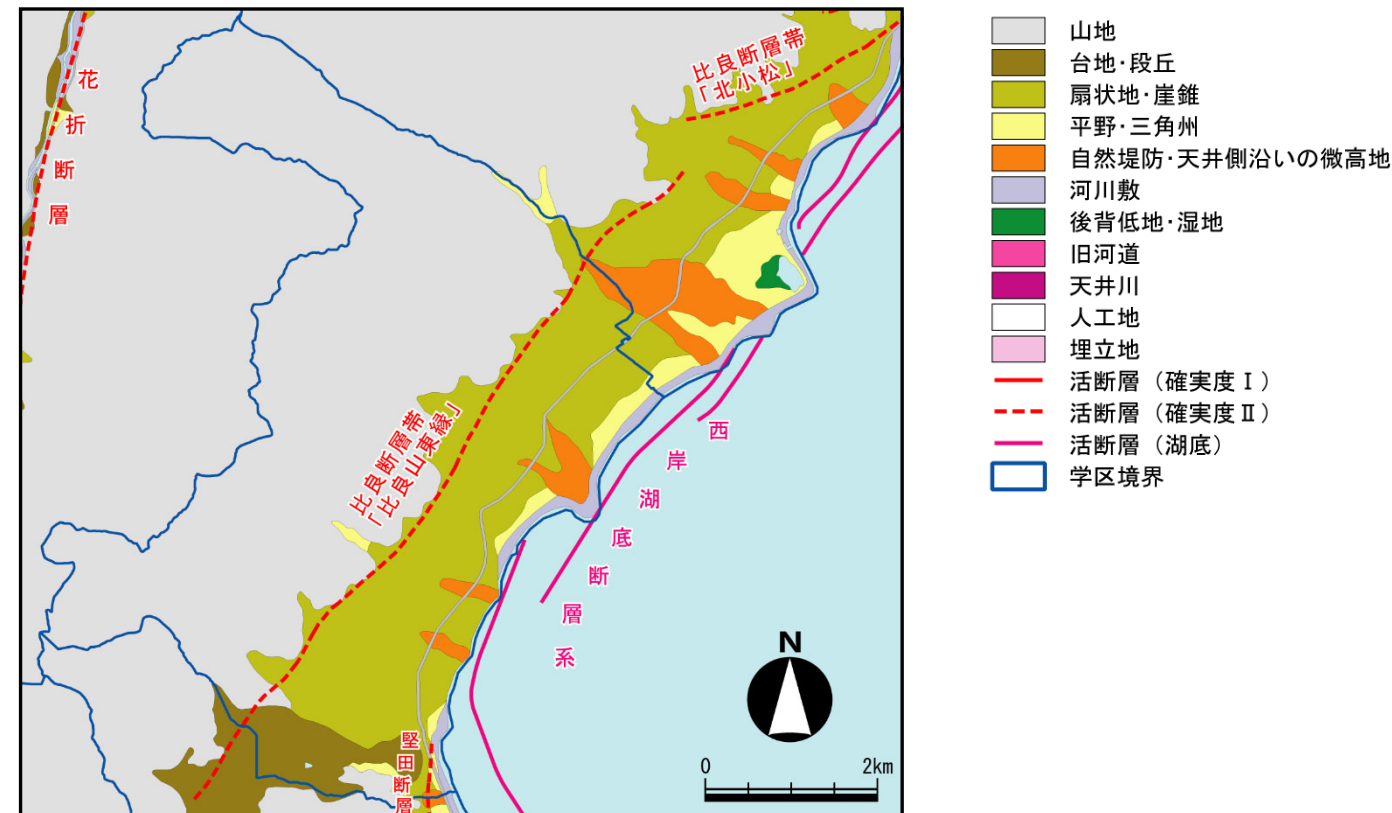 花折断層
比良断層帯
「北小松」
比良断層帯
「比良山東縁」
西岸湖底断層系
堅田断層
N
0 2km
山地
台地・段丘
扇状地・崖錐
平野・三角州
自然堤防・天井側沿いの微高地
河川敷
後背低地・湿地
旧河道
天井川
人工地
埋立地
活断層（確実度Ⅰ）
活断層（確実度Ⅱ）
活断層（湖底）
学区境界